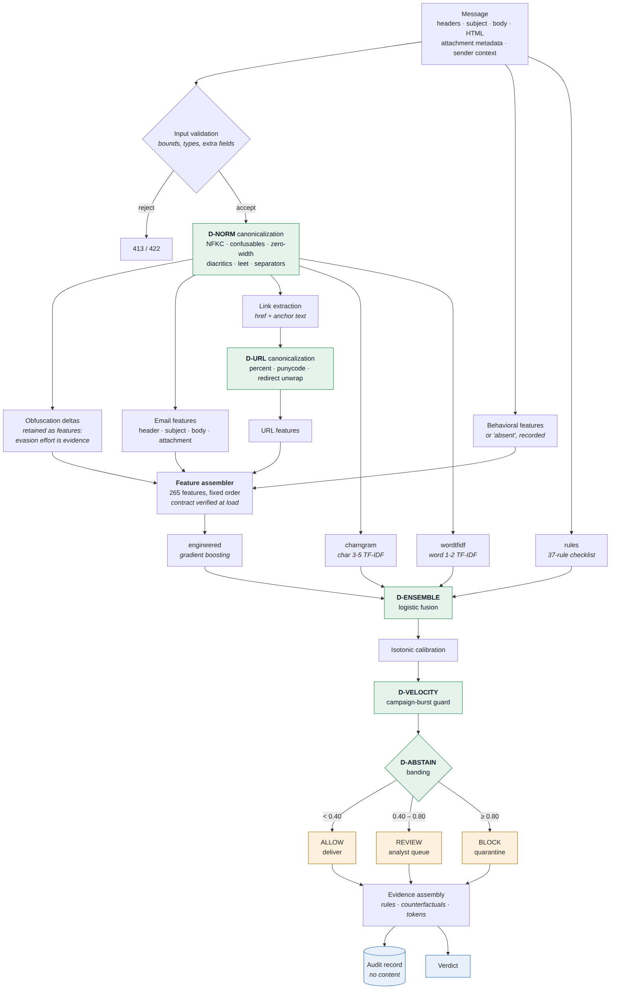 Message
headers · subject · body ·
HTML
attachment metadata ·
sender context
Input validation
bounds, types, extra fields
reject
accept
413 / 422
D-NORM canonicalization
NFKC · confusables · zero-
width
diacritics · leet · separators
Link extraction
href + anchor text
D-URL canonicalization
percent · punycode ·
redirect unwrap
Obfuscation deltas
retained as features:
evasion effort is evidence
Email features
header · subject · body ·
attachment
URL features
Behavioral features
or 'absent', recorded
Feature assembler
265 features, fixed order
contract verified at load
engineered
gradient boosting
charngram
char 3-5 TF-IDF
wordtfidf
word 1-2 TF-IDF
rules
37-rule checklist
D-ENSEMBLE
logistic fusion
Isotonic calibration
D-VELOCITY
campaign-burst guard
D-ABSTAIN
banding
< 0.40
0.40 – 0.80
≥ 0.80
ALLOW
deliver
REVIEW
analyst queue
BLOCK
quarantine
Evidence assembly
rules · counterfactuals ·
tokens
Audit record
no content
Verdict